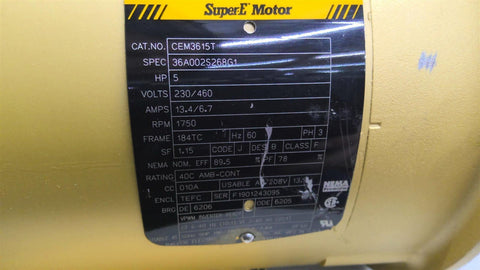 Super.E® Motor
CAT.NO. CEM3615T
SPEC 36A002S268G1
HP 5
VOLTS 230/460
AMPS 13.4/6.7
RPM 1750
FRAME 184TC Hz 60 PH 3
SF 1.15 CODE J DES B CLASS F
NEMA NOM. EFF 89.5 % PF 78 %
RATING 40C AMB-CONT
CC 010A USABLE AT 208V
NEMA
ENCL TEFC SER F1901243095
BRG DE 6206 ODE 6205